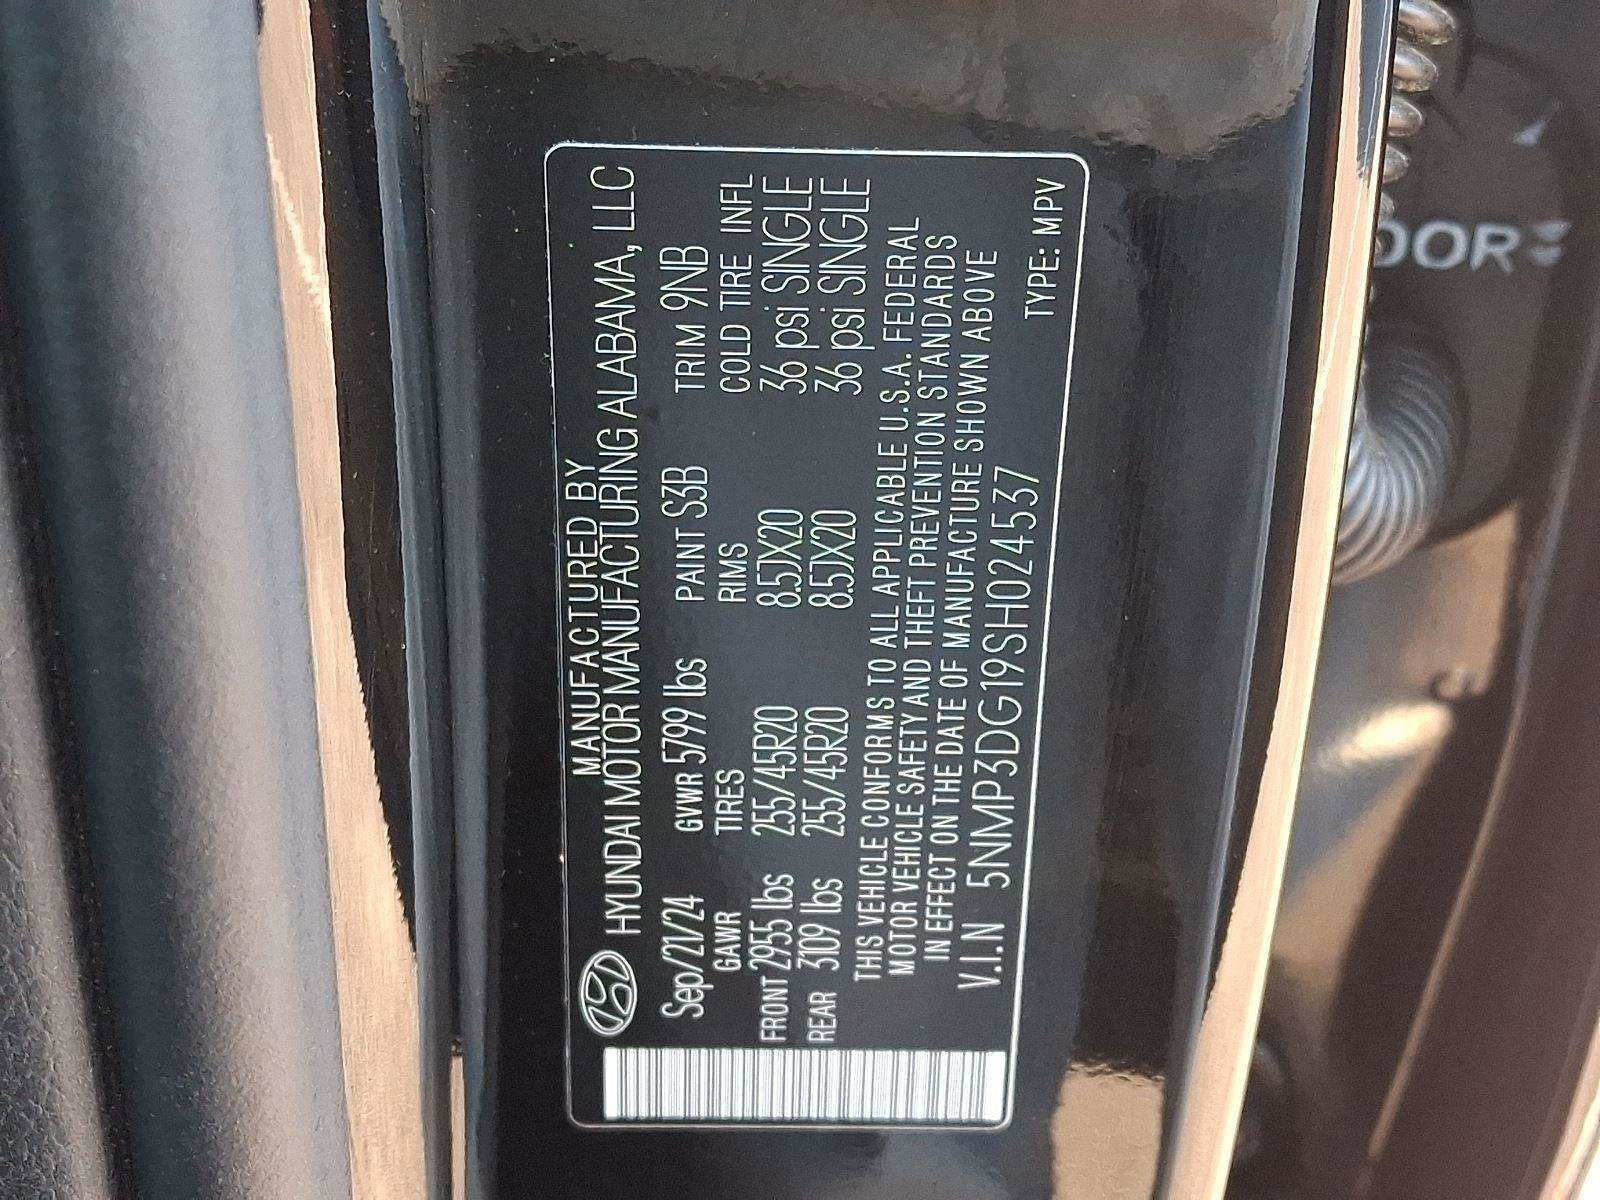 MANUFACTURED BY
HYUNDAI MOTOR MANUFACTURING ALABAMA, LLC
Sep/21/24 GVWR 5799 lbs PAINT S3B TRIM 9NB
GAWR TIRES RIMS COLD TIRE INFL
FRONT 2955 lbs 255/45R20 8.5JX20 36 psi SINGLE
REAR 3109 lbs 255/45R20 8.5JX20 36 psi SINGLE
THIS VEHICLE CONFORMS TO ALL APPLICABLE U.S.A. FEDERAL
MOTOR VEHICLE SAFETY AND THEFT PREVENTION STANDARDS
IN EFFECT ON THE DATE OF MANUFACTURE SHOWN ABOVE
V.I.N 5NMP3DG19SH024537
TYPE: MPV
OOR